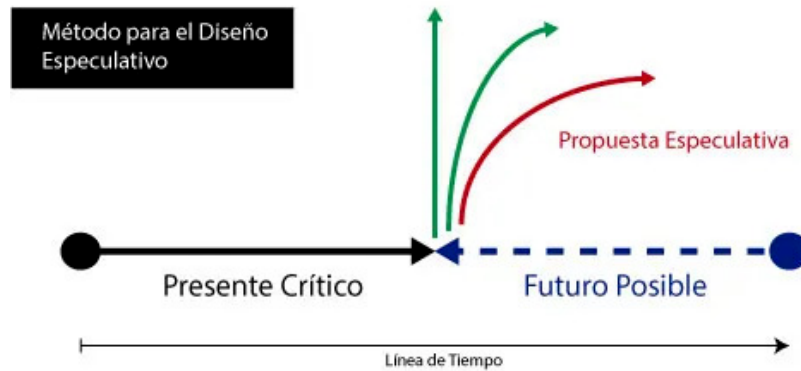 Método para el Diseño
Especulativo
Propuesta Especulativa
Presente Crítico
Futuro Posible
Línea de Tiempo